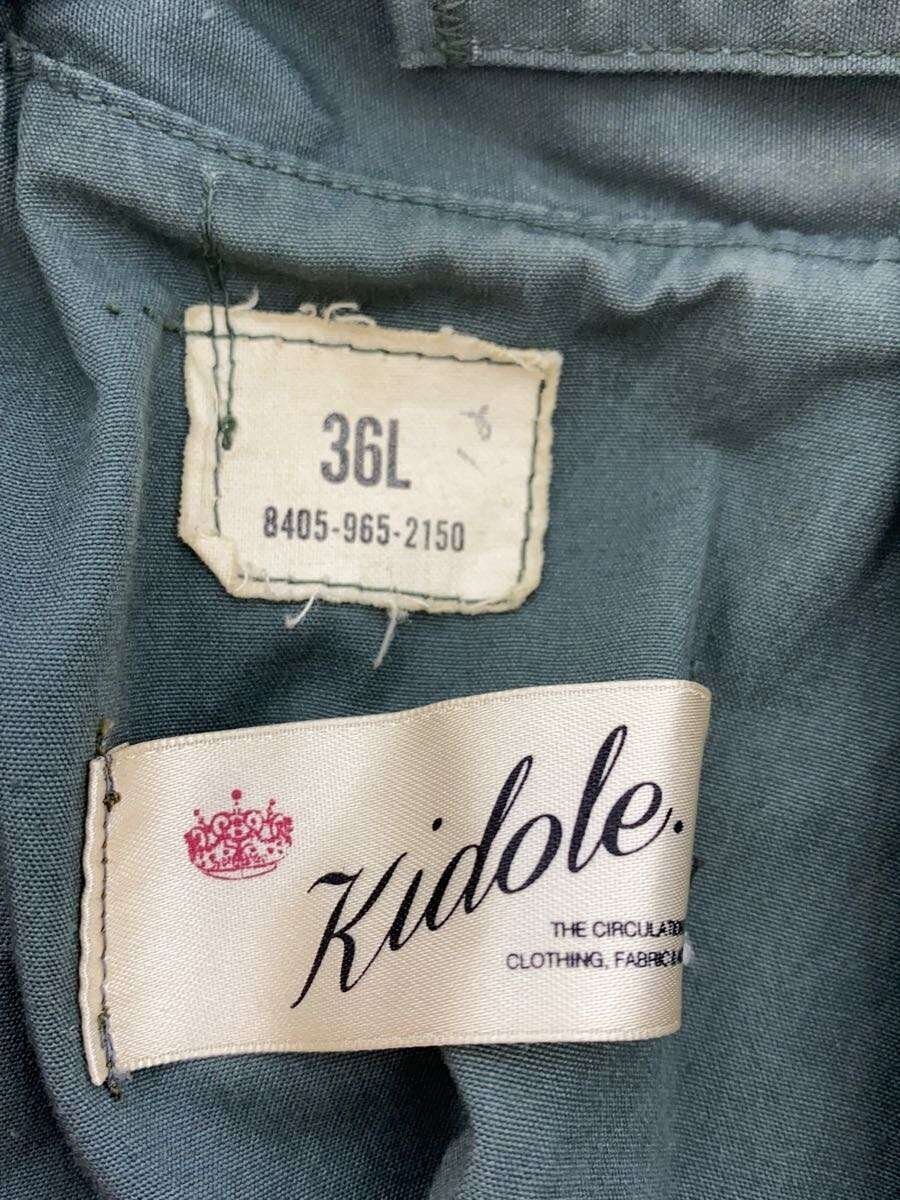 36L
8405-965-2150
Kidole.
THE CIRCULATION
CLOTHING, FABRIC &